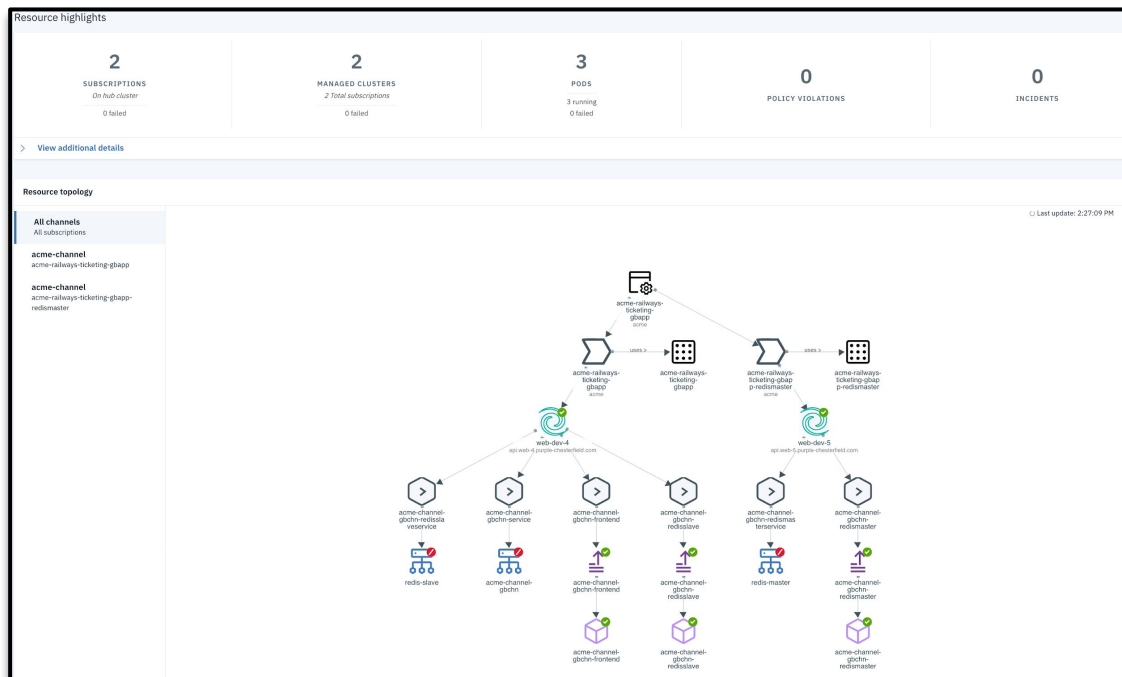 Resource highlights
2
SUBSCRIPTIONS
On hub cluster
0 failed
2
MANAGED CLUSTERS
2 Total subscriptions
0 failed
3
PODS
3 running
0 failed
0
POLICY VIOLATIONS
0
INCIDENTS
View additional details
Resource topology
All channels
All subscriptions
acme-channel
acme-railways-ticketing-gbapp
acme-channel
acme-railways-ticketing-gbapp-
redismaster
Last update: 2:27:09 PM
acme-railways-
ticketing-
gbapp
acme
uses >
uses >
acme-railways-
ticketing-
gbapp
acme
acme-railways-
ticketing-
gbapp
acme-railways-
ticketing-gbap
p-redismaster
acme
acme-railways-
ticketing-gbap
p-redismaster
web-dev-4
api.web-4.purple-chesterfield.com
web-dev-5
api.web-5.purple-chesterfield.com
acme-channel-
gbchn-redissla
veservice
acme-channel-
gbchn-service
acme-channel-
gbchn-frontend
acme-channel-
gbchn-
redisslave
acme-channel-
gbchn-redismas
terservice
acme-channel-
gbchn-
redismaster
redis-slave
acme-channel-
gbchn
acme-channel-
gbchn-frontend
acme-channel-
gbchn-
redisslave
redis-master
acme-channel-
gbchn-
redismaster
acme-channel-
gbchn-frontend
acme-channel-
gbchn-
redisslave
acme-channel-
gbchn-
redismaster